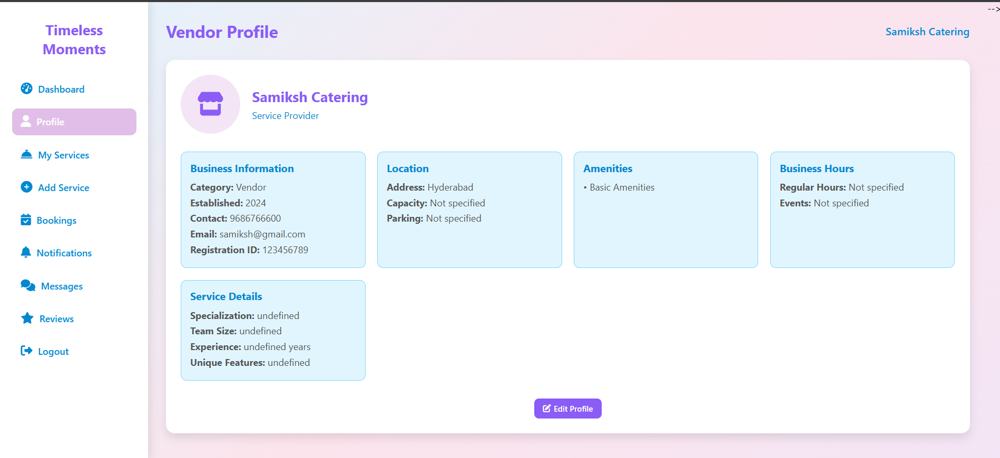 -->
Timeless
Moments
Dashboard
Profile
My Services
Add Service
Bookings
Notifications
Messages
Reviews
Logout
Vendor Profile
Samiksh Catering
Samiksh Catering
Service Provider
Business Information
Category: Vendor
Established: 2024
Contact: 9686766600
Email: samiksh@gmail.com
Registration ID: 123456789
Location
Address: Hyderabad
Capacity: Not specified
Parking: Not specified
Amenities
• Basic Amenities
Business Hours
Regular Hours: Not specified
Events: Not specified
Service Details
Specialization: undefined
Team Size: undefined
Experience: undefined years
Unique Features: undefined
Edit Profile